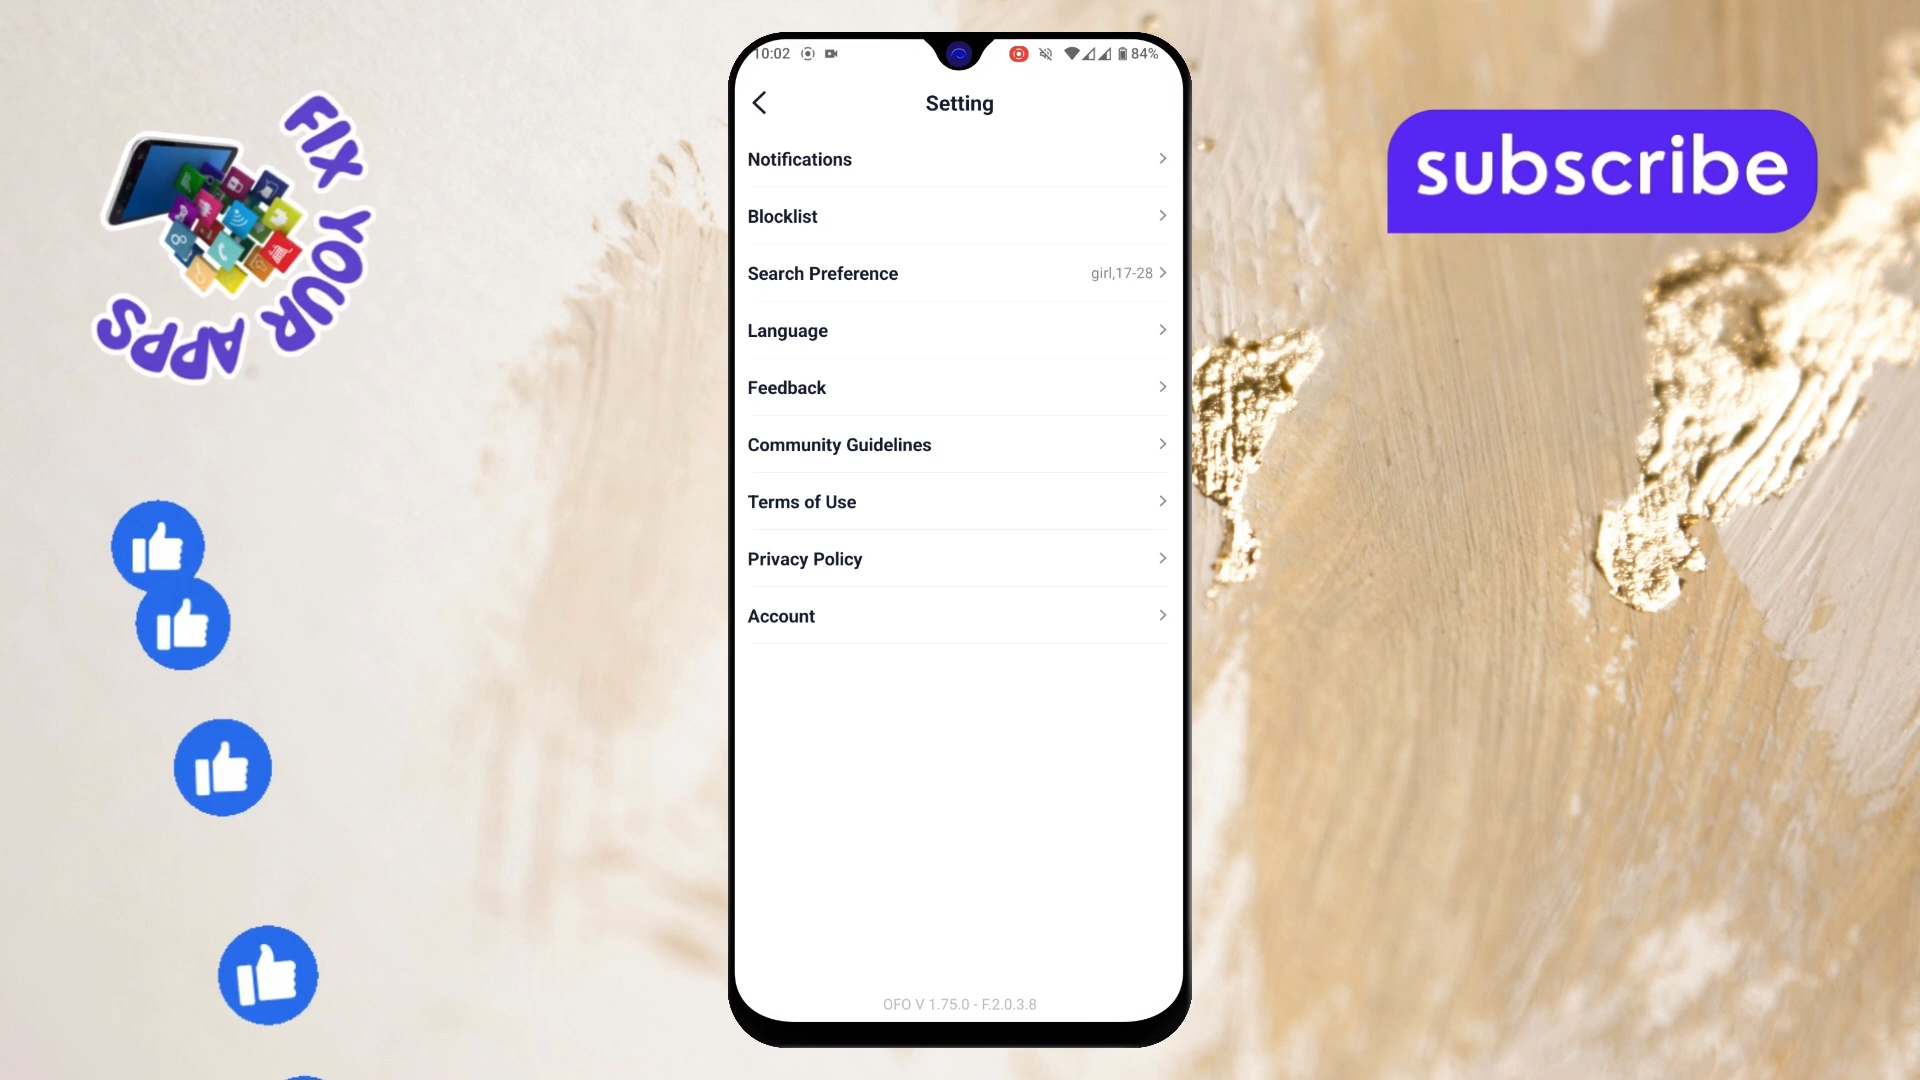 FIX YOUR APPS
subscribe
10:02
84%
Setting
Notifications
Blocklist
Search Preference girl,17-28
Language
Feedback
Community Guidelines
Terms of Use
Privacy Policy
Account
OFO V 1.75.0 - F.2.0.3.8